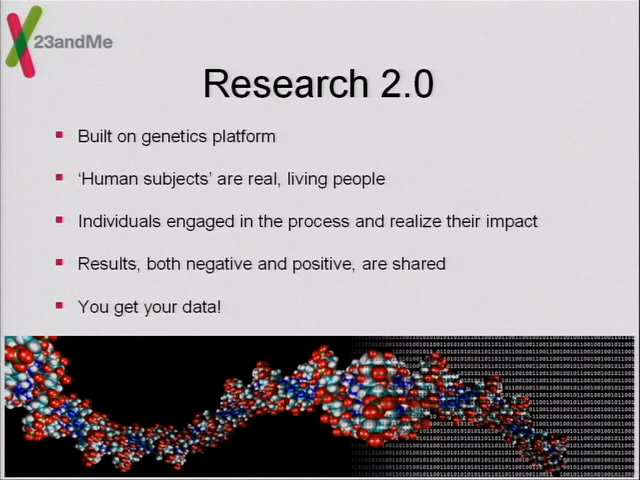 23andMe
Research 2.0
Built on genetics platform
‘Human subjects’ are real, living people
Individuals engaged in the process and realize their impact
Results, both negative and positive, are shared
You get your data!